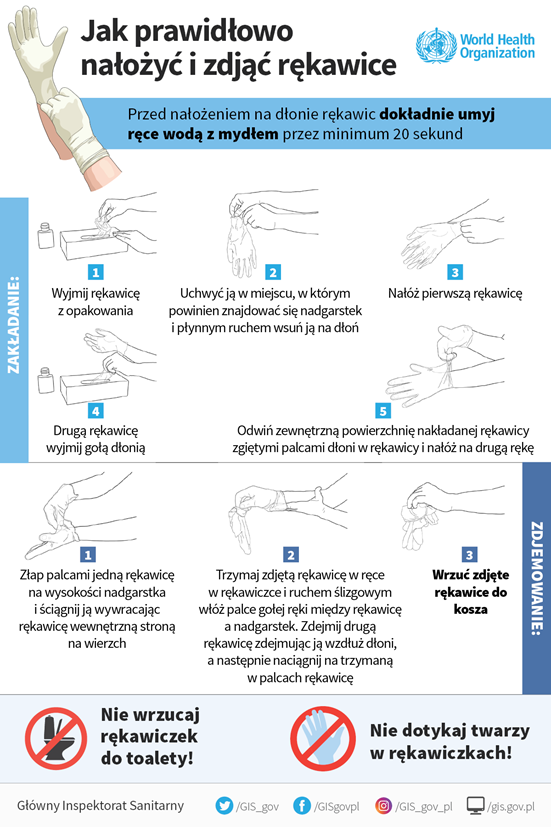 Jak prawidłowo
nałożyć i zdjąć rękawice
World Health
Organization
Przed nałożeniem na dłonie rękawic dokładnie umyj
ręce wodą z mydłem przez minimum 20 sekund
ZAKŁADANIE:
1
Wyjmij rękawicę
z opakowania
2
Uchwyć ją w miejscu, w którym
powinien znajdować się nadgarstek
i płynnym ruchem wsuń ją na dłoń
3
Nałóż pierwszą rękawicę
4
Drugą rękawicę
wyjmij gołą dłonią
5
Odwiń zewnętrzną powierzchnię nakładanej rękawicy
zgiętymi palcami dłoni w rękawicy i nałóż na drugą rękę
ZDJEMOWANIE:
1
Złap palcami jedną rękawicę
na wysokości nadgarstka
i ściągnij ją wywracając
rękawicę wewnętrzną stroną
na wierzch
2
Trzymaj zdjętą rękawicę w ręce
w rękawiczce i ruchem ślizgowym
włóż palce gołej ręki między rękawicę
a nadgarstek. Zdejmij drugą
rękawicę zdejmując ją wzdłuż dłoni,
a następnie naciągnij na trzymaną
w palcach rękawicę
3
Wrzuć zdjęte
rękawice do
kosza
Nie wrzucaj
rękawiczek
do toalety!
Nie dotykaj twarzy
w rękawiczkach!
Główny Inspektorat Sanitarny
/GIS_gov
/GISgovpl
/GIS_gov_pl
/gis.gov.pl